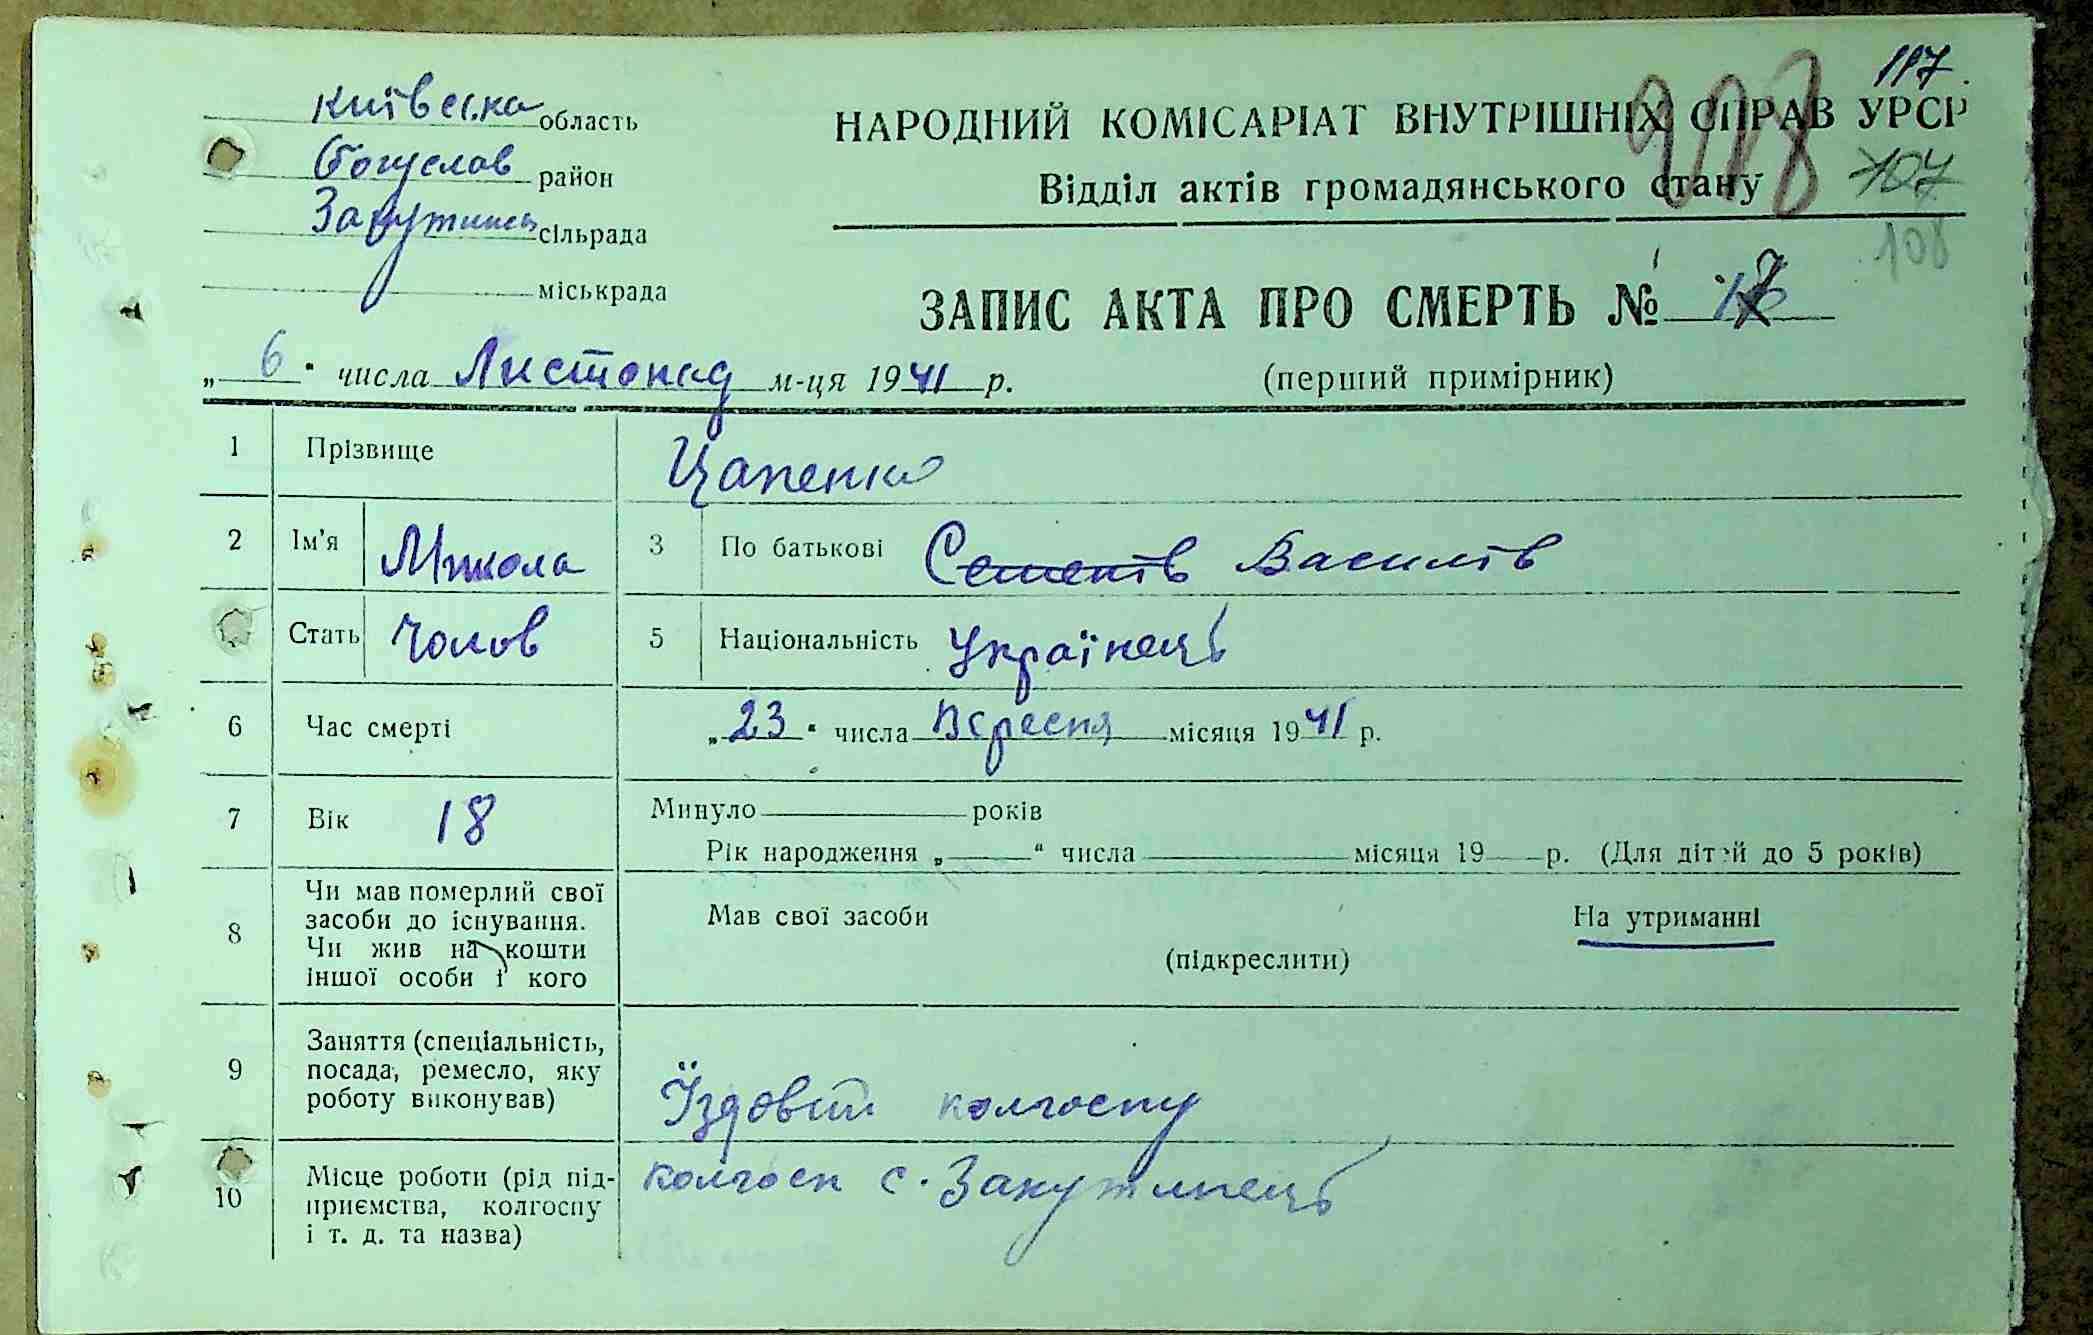 117
Київська область
НАРОДНИЙ КОМІСАРІАТ ВНУТРІШНІХ СПРАВ УРСР
Богуслав район
107
Відділ актів громадянського стану
сільрада
108
міськрада
ЗАПИС АКТА ПРО СМЕРТЬ №
„6“ числа Листопад м-ця 1941 р.
(перший примірник)
1 Прізвище Цапенко
2 Ім'я Микола 3 По батькові Семенів Василів
Стать Чолов 5 Національність Українець
6 Час смерті „23“ числа Вересня місяця 1941 р.
7 Вік 18 Минуло років
Рік народження „ “ числа місяця 19 р. (Для дітей до 5 років)
8 Чи мав померлий свої
засоби до існування.
Чи жив на кошти
іншої особи і кого
Мав свої засоби На утриманні
(підкреслити)
9 Заняття (спеціальність,
посада, ремесло, яку
роботу виконував)
Їздовий колгоспу
10 Місце роботи (рід під-
приємства, колгоспу
і т. д. та назва)
колгосп с. Закутинець